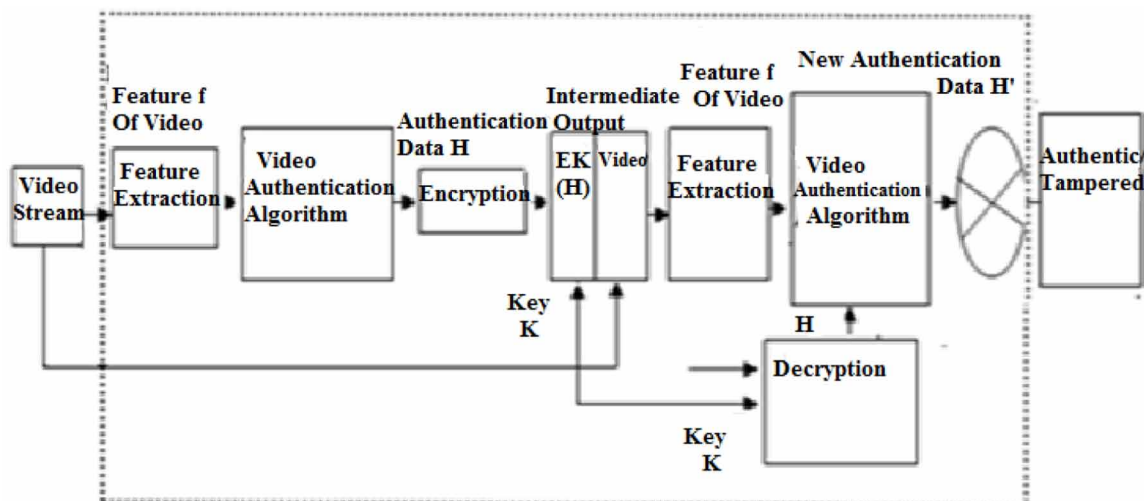 Video
Stream
Feature f
Of Video
Feature
Extraction
Video
Authentication
Algorithm
Authentication
Data H
Encryption
Intermediate
Output
EK
(H)
Video
Key
K
Feature f
Of Video
Feature
Extraction
New Authentication
Data H'
Video
Authentication
Algorithm
H
Decryption
Key
K
Authentic/
Tampered